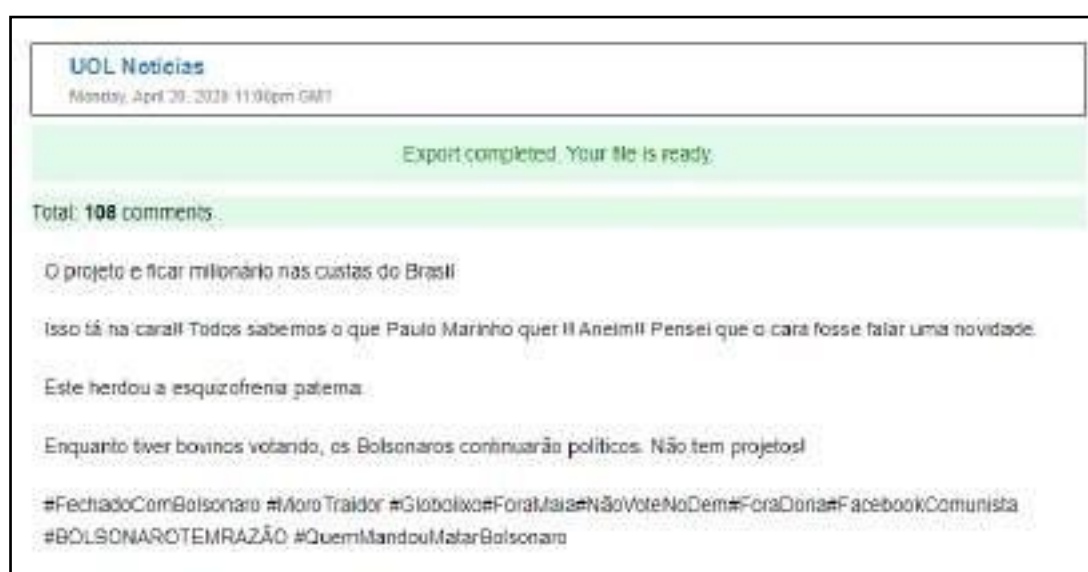 UOL Notícias
Monday, April 20, 2020 11:00pm GMT
Export completed. Your file is ready.
Total: 108 comments
O projeto e ficar milionário nas custas do Brasil
Isso tá na cara!! Todos sabemos o que Paulo Marinho quer !!! Aneim!! Pensei que o cara fosse falar uma novidade.
Este herdou a esquizofrenia paterna.
Enquanto tiver bovinos votando, os Bolsonaros continuarão políticos. Não tem projetos!
#FechadoComBolsonaro #MoroTraidor #Globolixo#ForaMaia#NãoVoteNoDem#ForaDoria#FacebookComunista
#BOLSONAROTEMRAZÃO #QuemMandouMatarBolsonaro